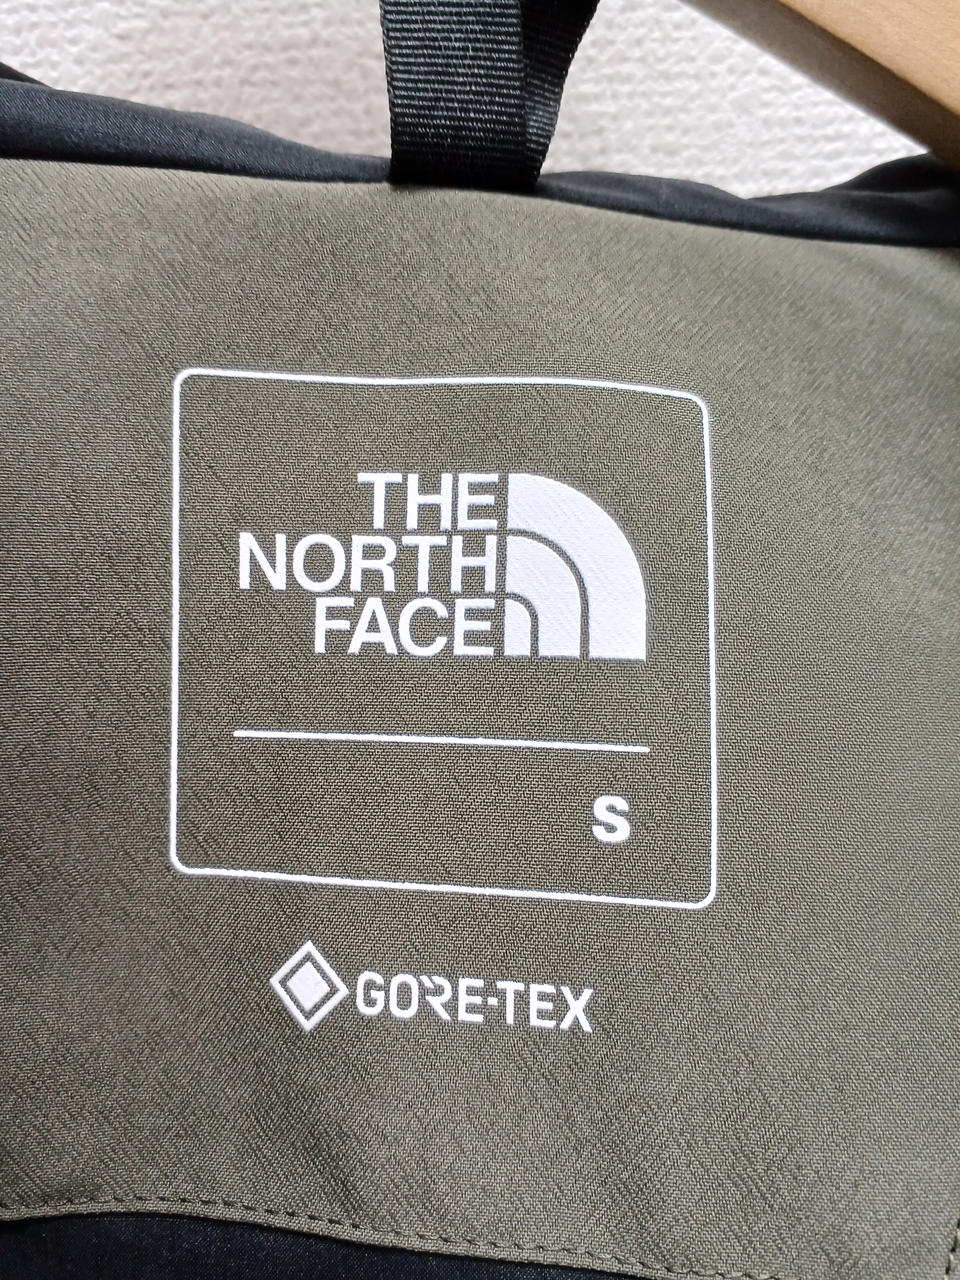 THE
NORTH
FACE
S
GORE-TEX